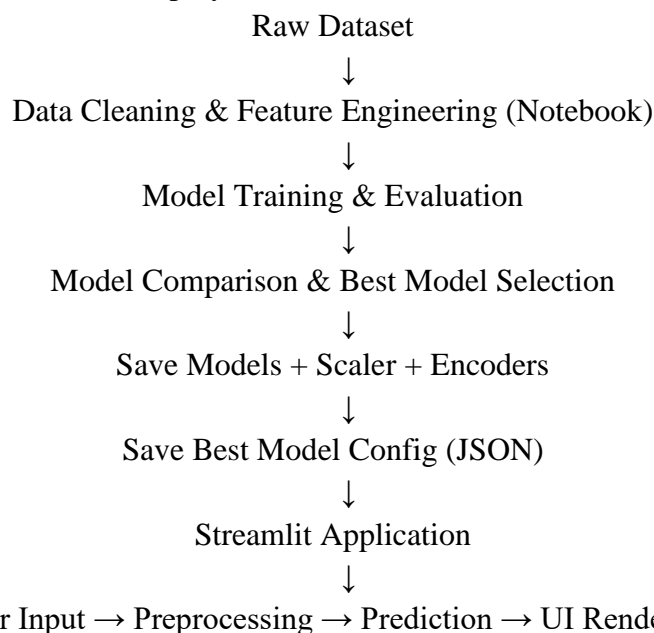 Raw Dataset
↓
Data Cleaning & Feature Engineering (Notebook)
↓
Model Training & Evaluation
↓
Model Comparison & Best Model Selection
↓
Save Models + Scaler + Encoders
↓
Save Best Model Config (JSON)
↓
Streamlit Application
↓
r Input → Preprocessing → Prediction → UI Rende